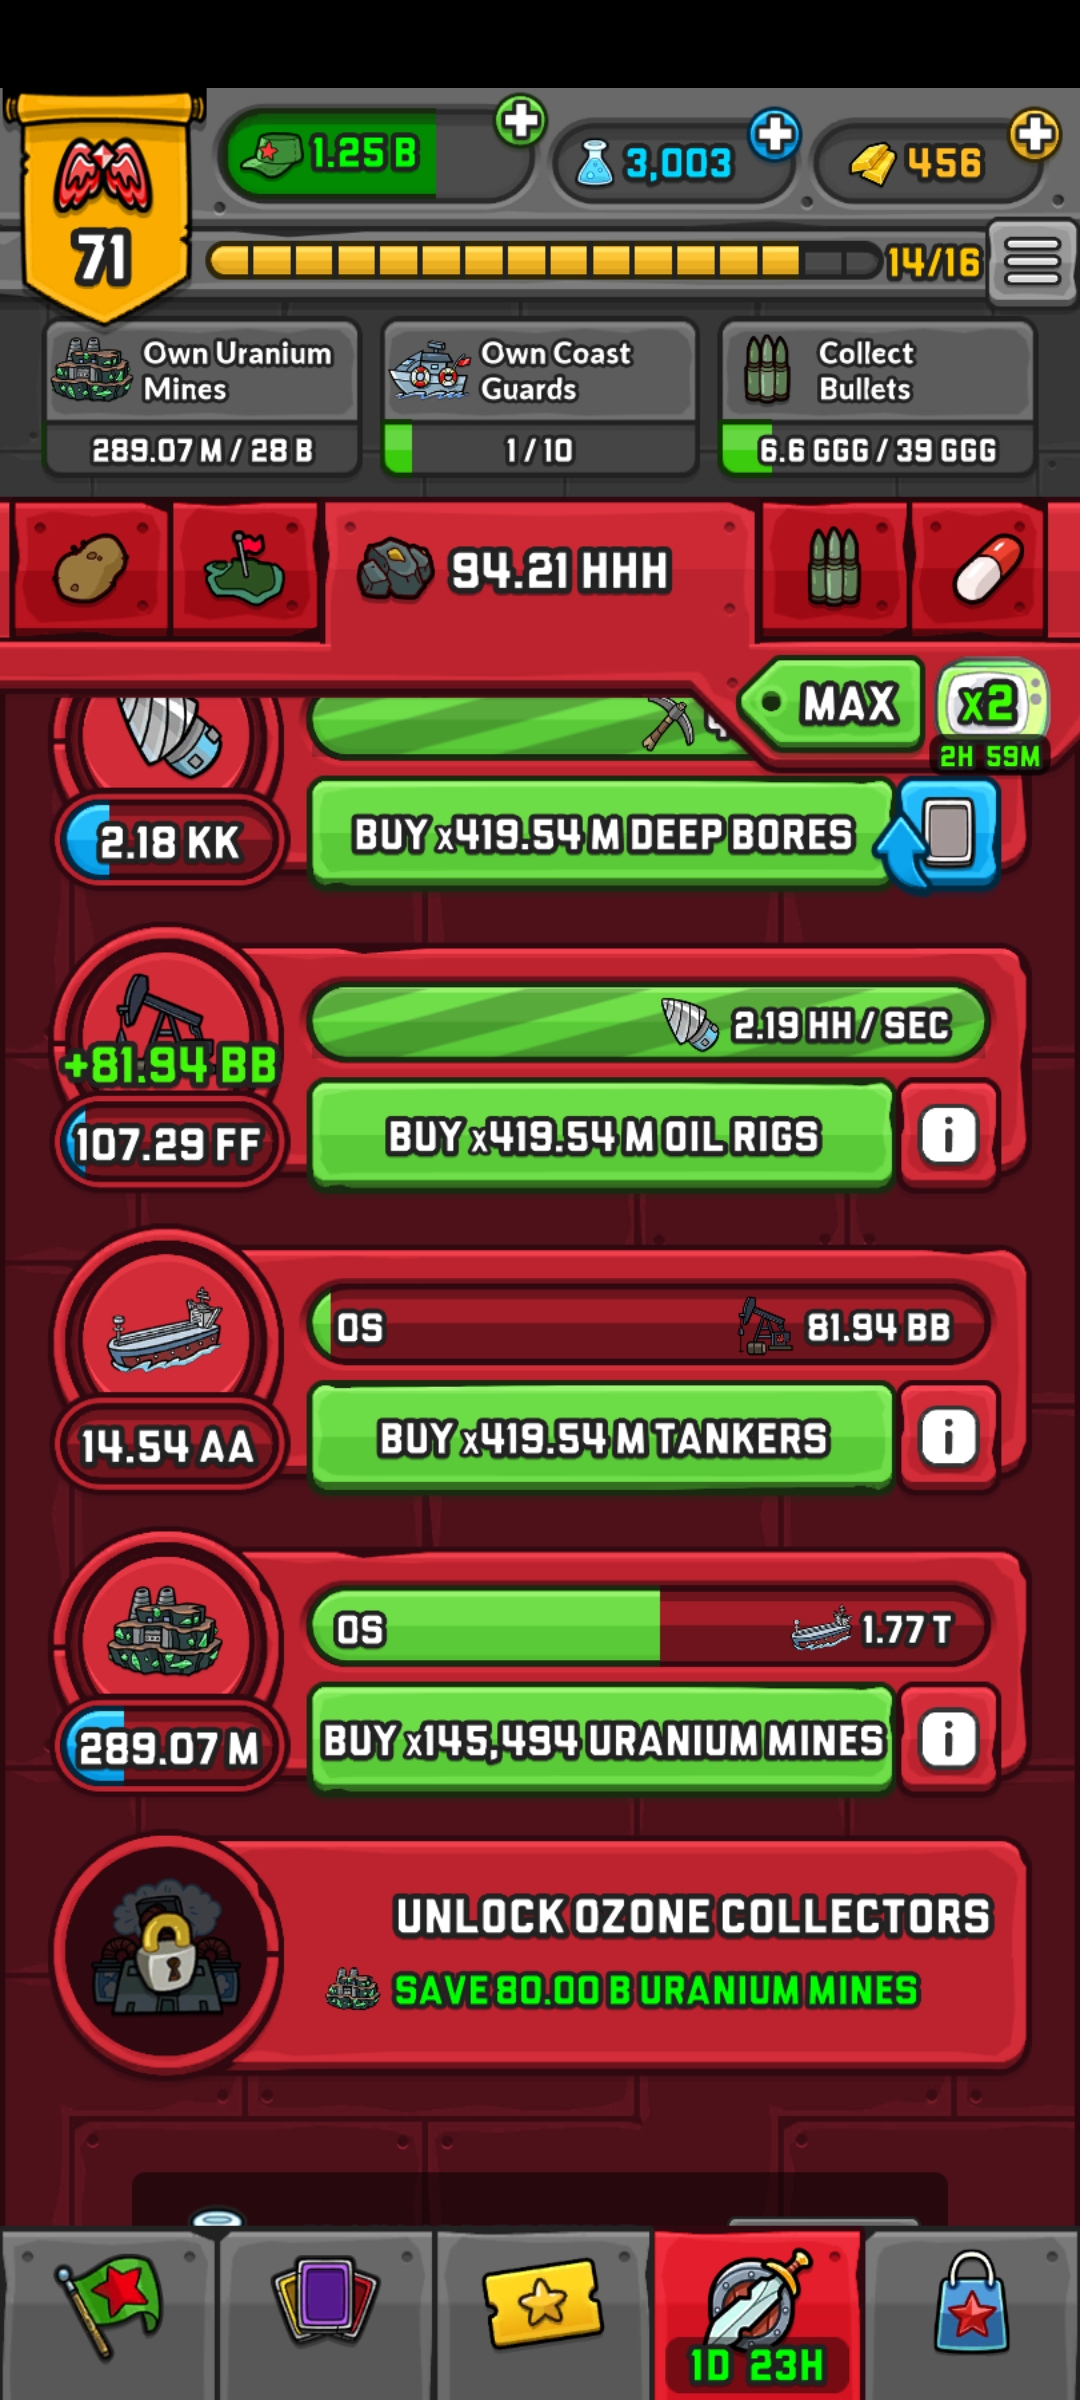 1.25 B
3,003
456
71
14/16
Own Uranium
Mines
289.07 M / 28 B
Own Coast
Guards
1 / 10
Collect
Bullets
6.6 GGG / 39 GGG
94.21 HHH
MAX
x2
2H 59M
2.18 KK
BUY x419.54 M DEEP BORES
2.19 HH / SEC
+81.94 BB
107.29 FF
BUY x419.54 M OIL RIGS
i
0S
81.94 BB
14.54 AA
BUY x419.54 M TANKERS
i
0S
1.77 T
289.07 M
BUY x145,494 URANIUM MINES
i
UNLOCK OZONE COLLECTORS
SAVE 80.00 B URANIUM MINES
1D 23H